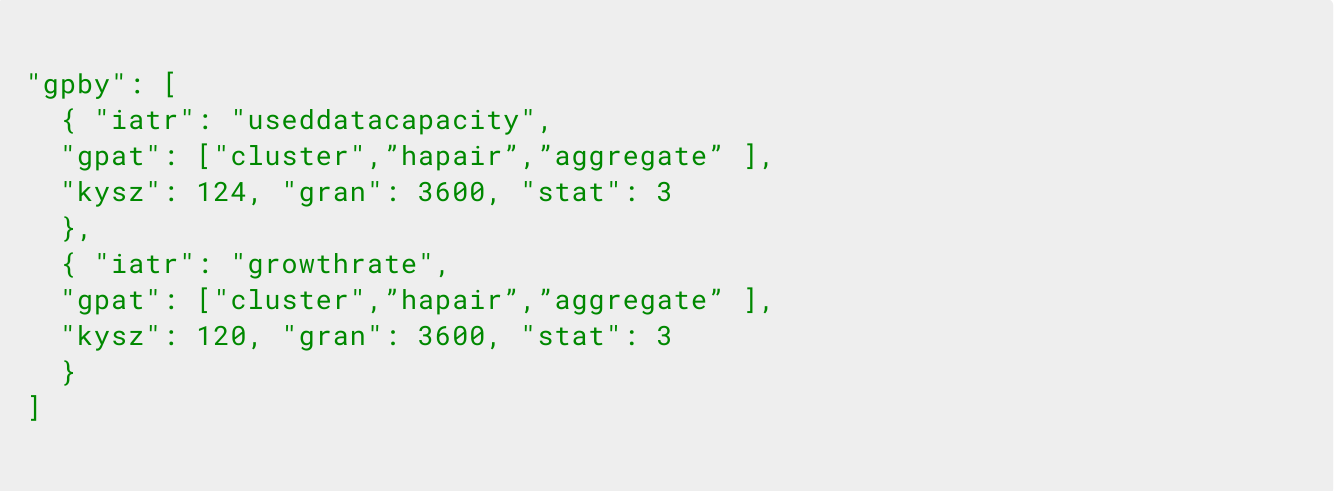 "gpby": [
{ "iatr": "useddatacapacity",
"gpat": ["cluster",”hapair”,”aggregate” ],
"kysz": 124, "gran": 3600, "stat": 3
},
{ "iatr": "growthrate",
"gpat": ["cluster",”hapair”,”aggregate” ],
"kysz": 120, "gran": 3600, "stat": 3
}
]